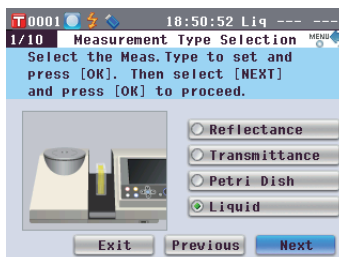 T0001 18:50:52 Liq --- ---
1/10 Measurement Type Selection MENU
Select the Meas.Type to set and
press [OK]. Then select [NEXT]
and press [OK] to proceed.
Reflectance
Transmittance
Petri Dish
Liquid
Exit Previous Next